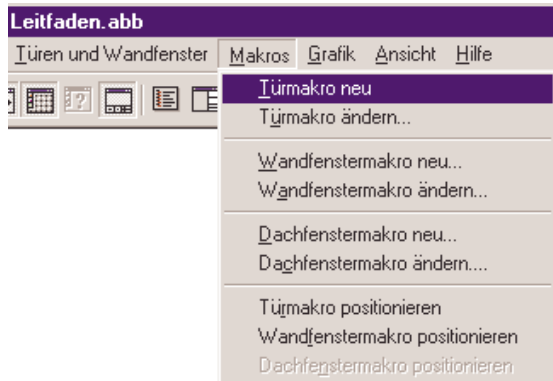 Leitfaden.abb
Türen und Wandfenster Makros Grafik Ansicht Hilfe
Türmakro neu
Türmakro ändern...
Wandfenstermakro neu...
Wandfenstermakro ändern...
Dachfenstermakro neu...
Dachfenstermakro ändern....
Türmakro positionieren
Wandfenstermakro positionieren
Dachfenstermakro positionieren